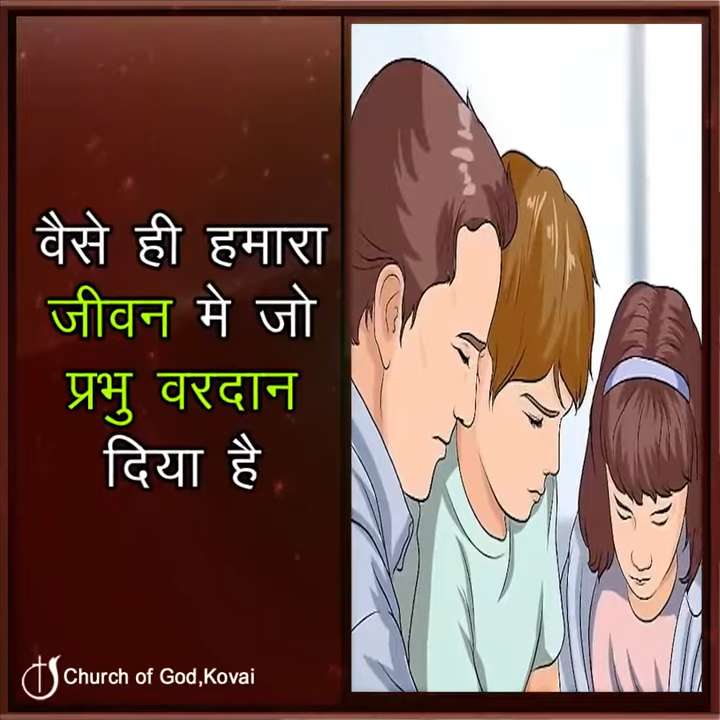 वैसे ही हमारा
जीवन मे जो
प्रभु वरदान
दिया है
Church of God,Kovai